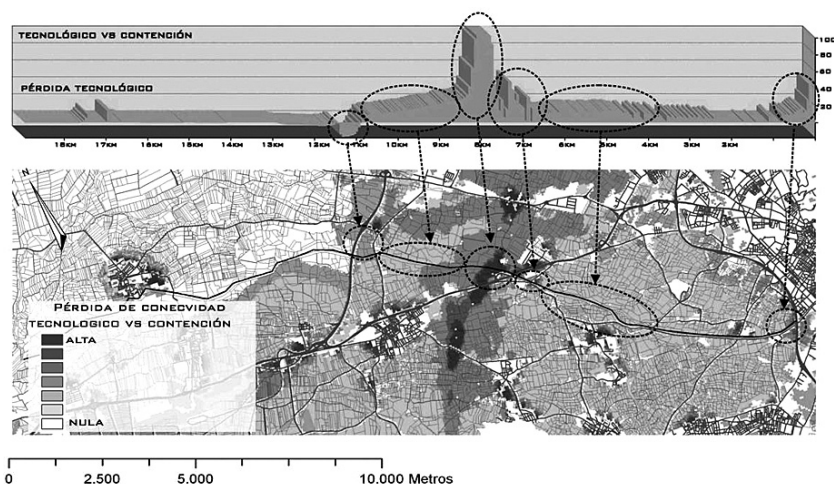 TECNOLÓGICO VS CONTENCIÓN
PÉRDIDA TECNOLÓGICO
100
80
60
40
20
18KM 17KM 16KM 14KM 13KM 12KM 11KM 10KM 9KM 8KM 7KM 6KM 5KM 4KM 3KM
N
PÉRDIDA DE CONECVIDAD
TECNOLOGICO VS CONTENCIÓN
ALTA
NULA
0 2.500 5.000 10.000 Metros